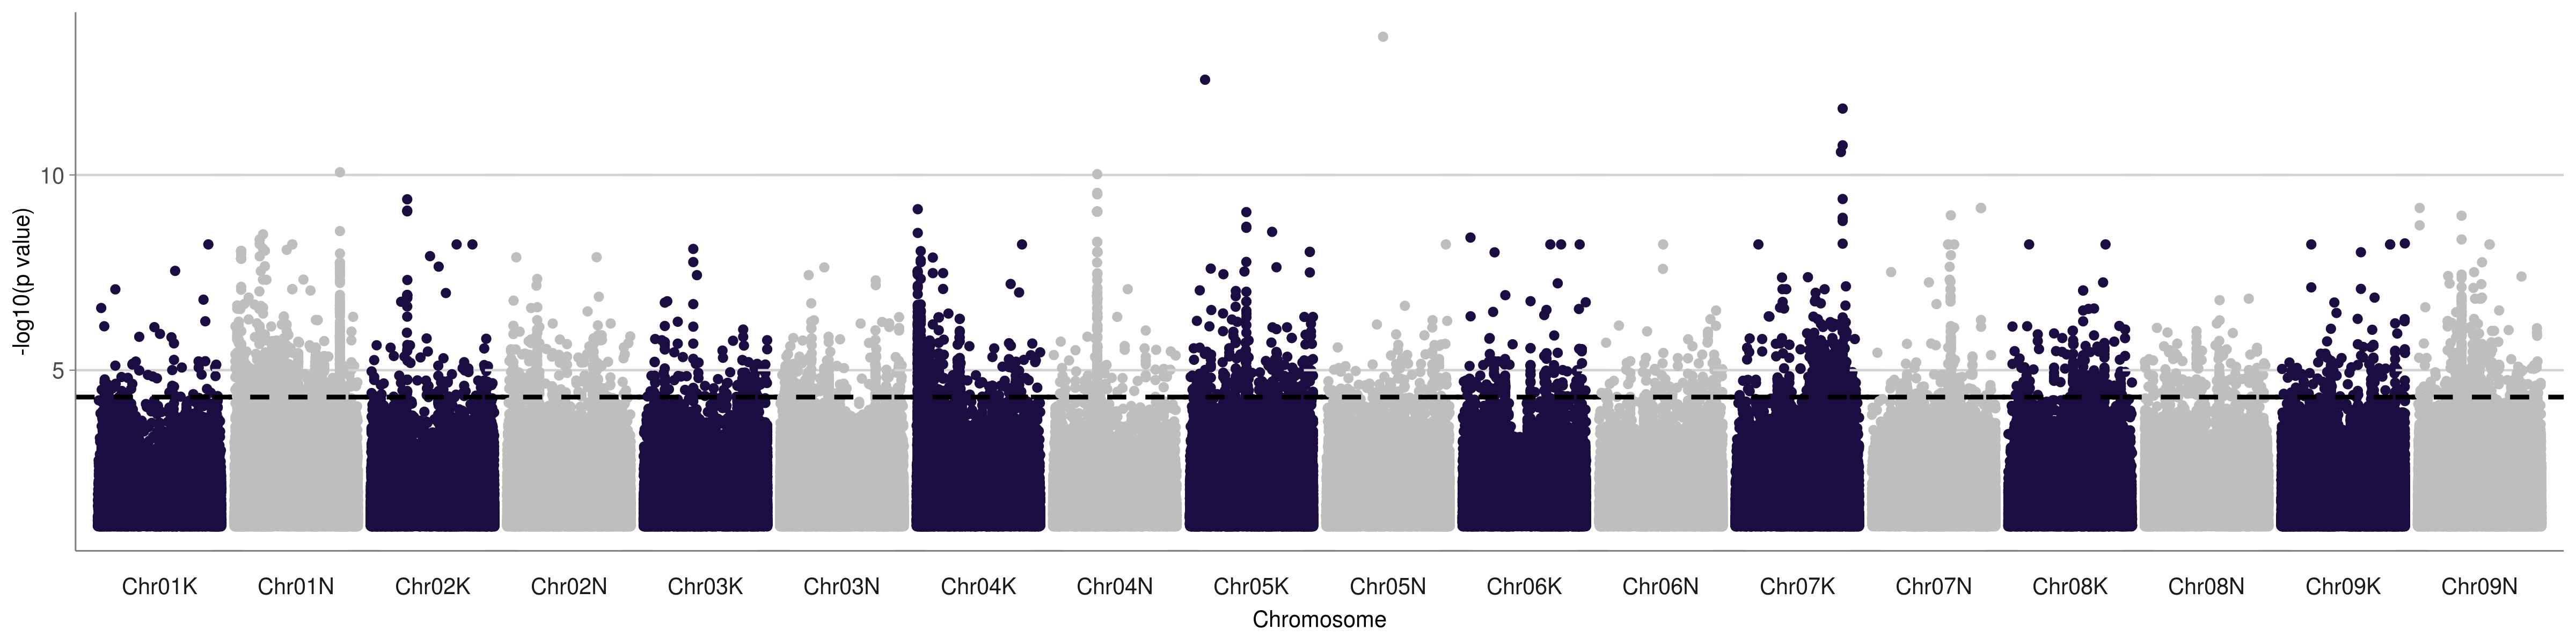 -log10(p value)
10
5
Chr01K Chr01N Chr02K Chr02N Chr03K Chr03N Chr04K Chr04N Chr05K Chr05N Chr06K Chr06N Chr07K Chr07N Chr08K Chr08N Chr09K Chr09N
Chromosome